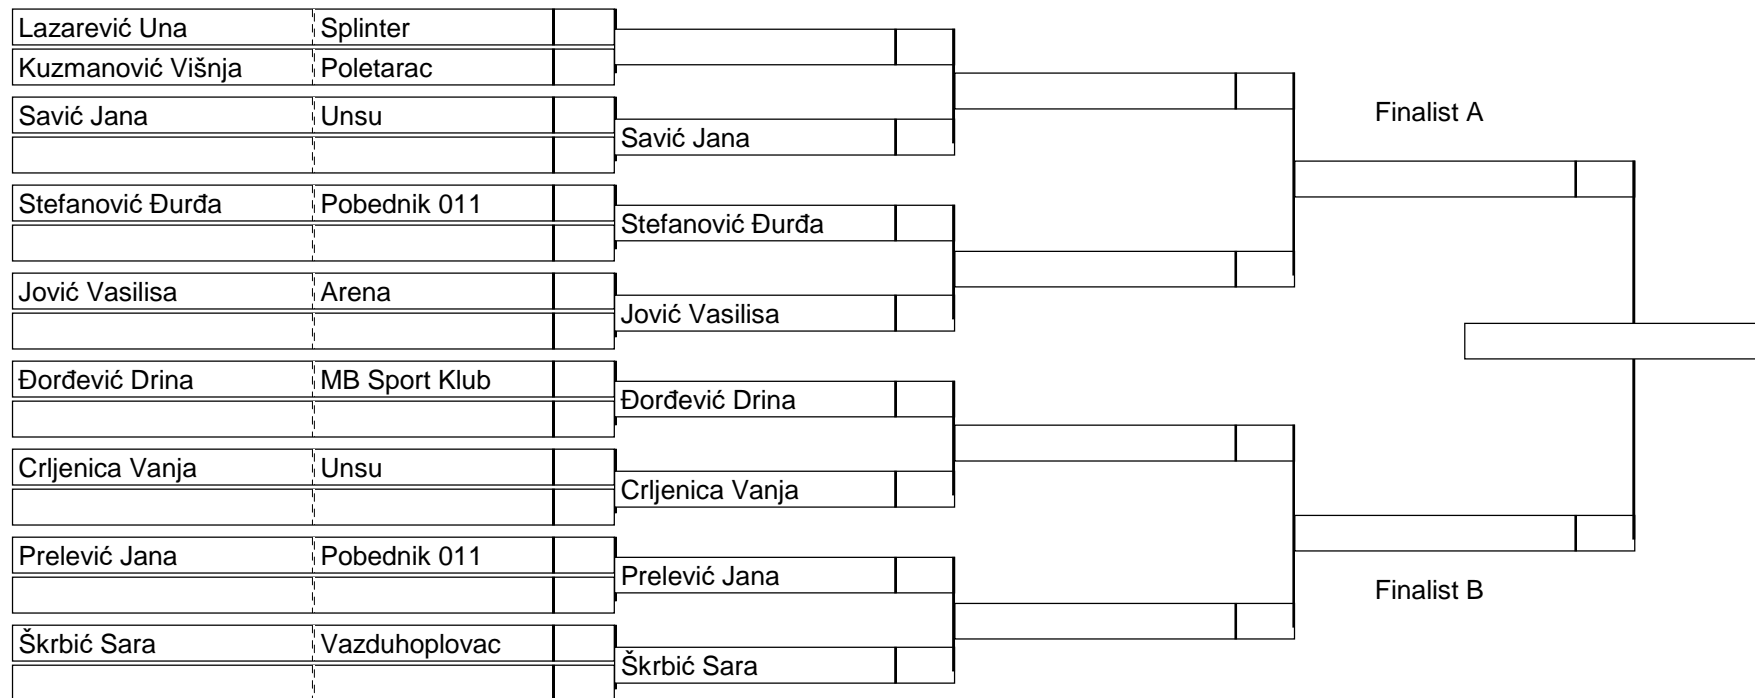 Lazarević Una Splinter
Kuzmanović Višnja Poletarac
Savić Jana Unsu
Finalist A
Savić Jana
Stefanović Đurđa Pobednik 011
Stefanović Đurđa
Jović Vasilisa Arena
Jović Vasilisa
Đorđević Drina MB Sport Klub
Đorđević Drina
Crljenica Vanja Unsu
Crljenica Vanja
Prelević Jana Pobednik 011
Prelević Jana
Finalist B
Škrbić Sara Vazduhoplovac
Škrbić Sara